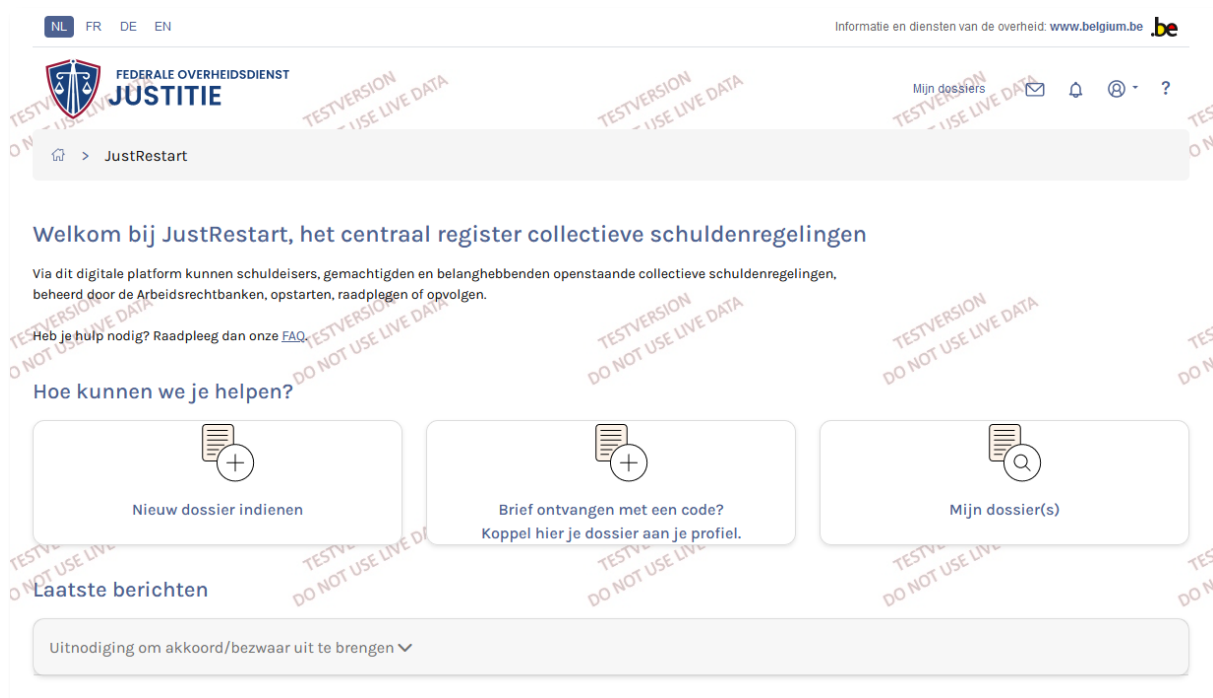 NL FR DE EN
Informatie en diensten van de overheid: www.belgium.be .be
FEDERALE OVERHEIDSDIENST
JUSTITIE
Mijn dossiers ?
> JustRestart
Welkom bij JustRestart, het centraal register collectieve schuldenregelingen
Via dit digitale platform kunnen schuldeisers, gemachtigden en belanghebbenden openstaande collectieve schuldenregelingen,
beheerd door de Arbeidsrechtbanken, opstarten, raadplegen of opvolgen.
Heb je hulp nodig? Raadpleeg dan onze FAQ.
Hoe kunnen we je helpen?
Nieuw dossier indienen
Brief ontvangen met een code?
Koppel hier je dossier aan je profiel.
Mijn dossier(s)
Laatste berichten
Uitnodiging om akkoord/bezwaar uit te brengen
TESTVERSION
DO NOT USE LIVE DATA